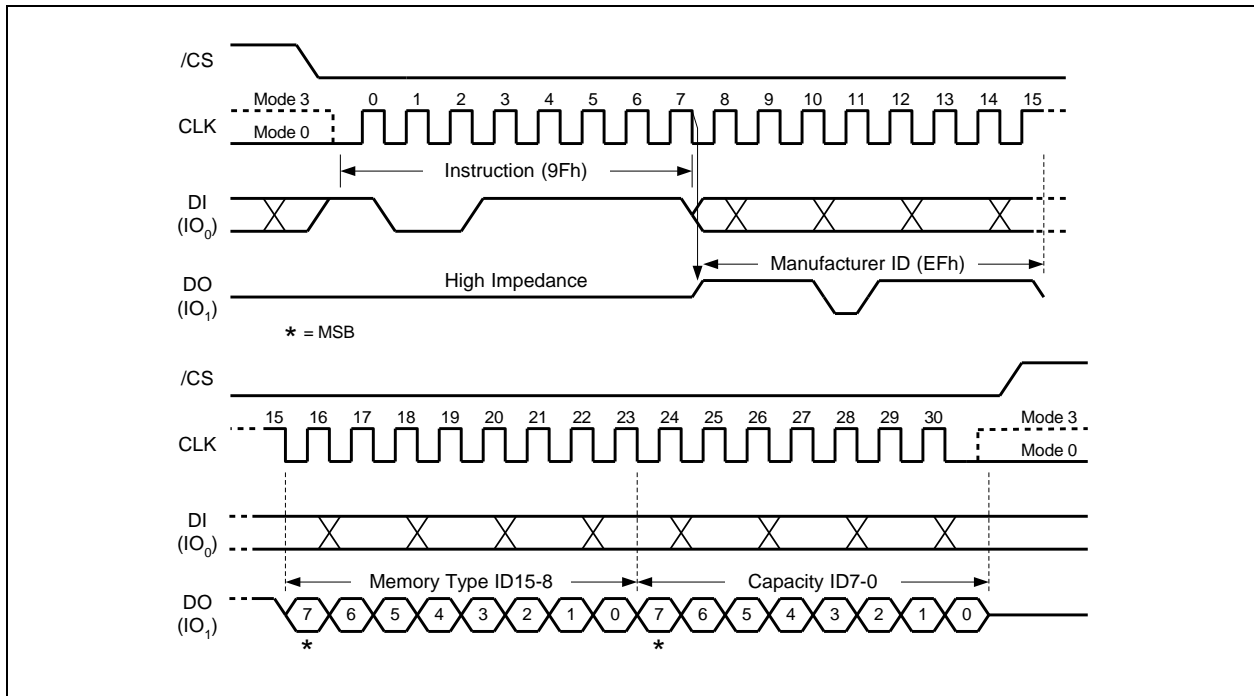 /CS
Mode 3
0 1 2 3 4 5 6 7 8 9 10 11 12 13 14 15
CLK
Mode 0
Instruction (9Fh)
DI
(IO0)
Manufacturer ID (EFh)
DO
(IO1)
High Impedance
* = MSB
/CS
15 16 17 18 19 20 21 22 23 24 25 26 27 28 29 30
Mode 3
CLK
Mode 0
DI
(IO0)
Memory Type ID15-8
Capacity ID7-0
DO
(IO1)
7 6 5 4 3 2 1 0 7 6 5 4 3 2 1 0
* *